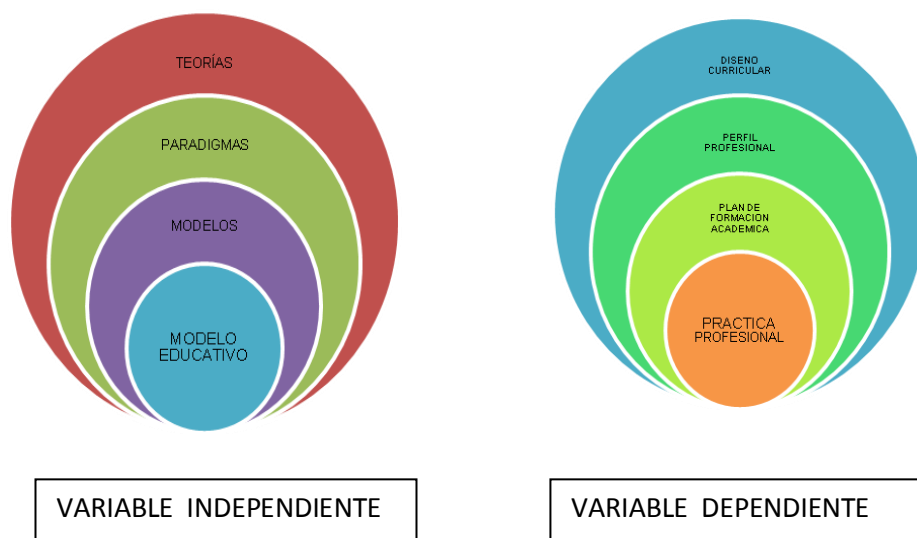 TEORÍAS
PARADIGMAS
MODELOS
MODELO
EDUCATIVO
VARIABLE INDEPENDIENTE
DISENO
CURRICULAR
PERFIL
PROFESIONAL
PLAN DE
FORMACION
ACADEMICA
PRACTICA
PROFESIONAL
VARIABLE DEPENDIENTE